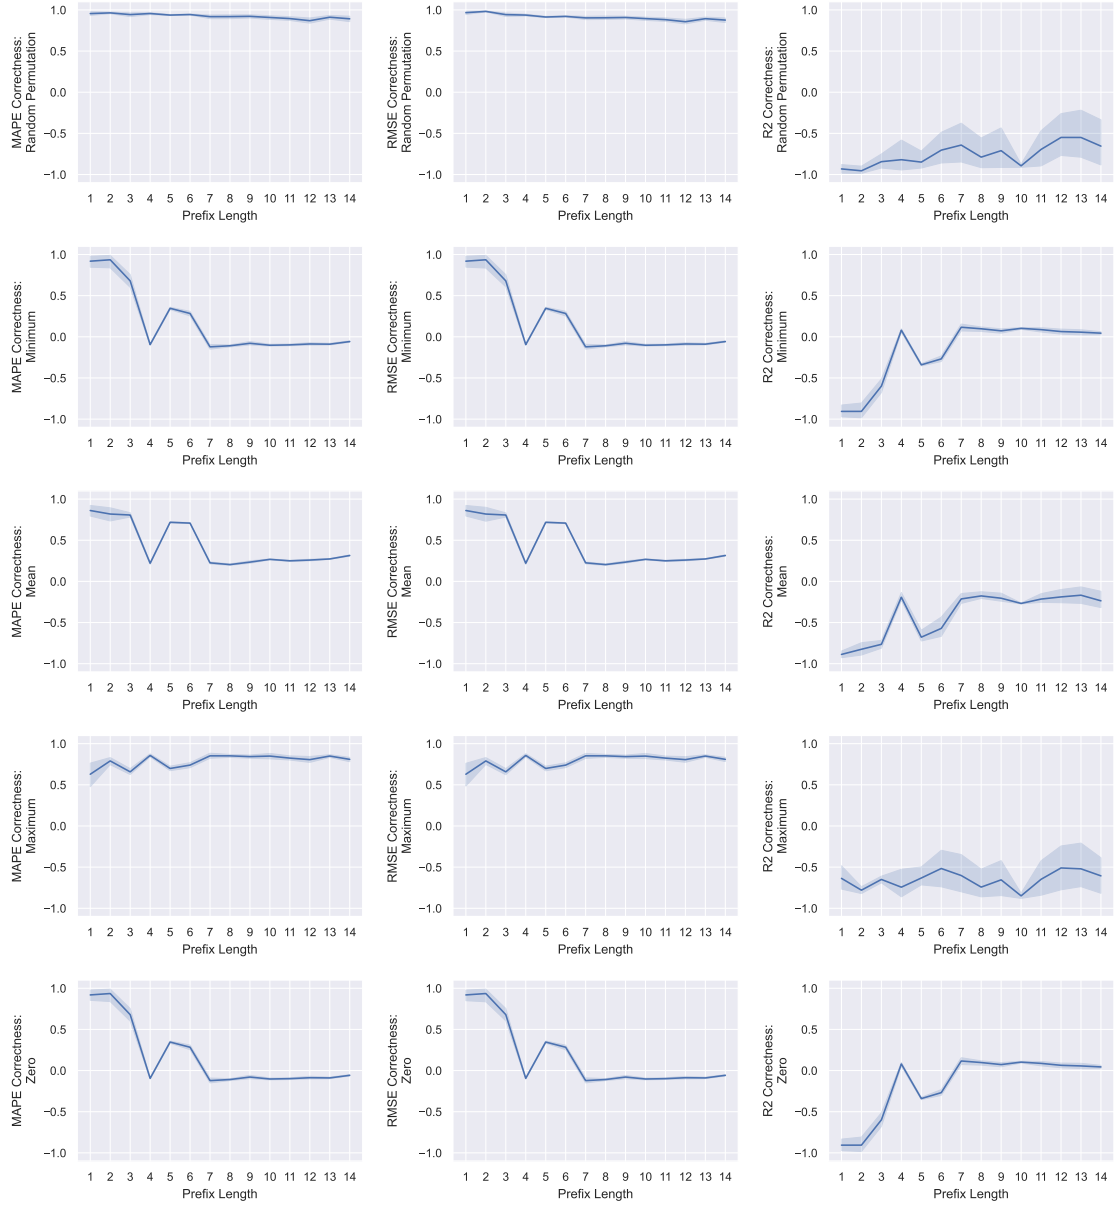 MAPE Correctness:
Random Permutation
1.0
0.5
0.0
−0.5
−1.0
1 2 3 4 5 6 7 8 9 10 11 12 13 14
Prefix Length
RMSE Correctness:
Random Permutation
1.0
0.5
0.0
−0.5
−1.0
1 2 3 4 5 6 7 8 9 10 11 12 13 14
Prefix Length
R2 Correctness:
Random Permutation
1.0
0.5
0.0
−0.5
−1.0
1 2 3 4 5 6 7 8 9 10 11 12 13 14
Prefix Length
MAPE Correctness:
Minimum
1.0
0.5
0.0
−0.5
−1.0
1 2 3 4 5 6 7 8 9 10 11 12 13 14
Prefix Length
RMSE Correctness:
Minimum
1.0
0.5
0.0
−0.5
−1.0
1 2 3 4 5 6 7 8 9 10 11 12 13 14
Prefix Length
R2 Correctness:
Minimum
1.0
0.5
0.0
−0.5
−1.0
1 2 3 4 5 6 7 8 9 10 11 12 13 14
Prefix Length
MAPE Correctness:
Mean
1.0
0.5
0.0
−0.5
−1.0
1 2 3 4 5 6 7 8 9 10 11 12 13 14
Prefix Length
RMSE Correctness:
Mean
1.0
0.5
0.0
−0.5
−1.0
1 2 3 4 5 6 7 8 9 10 11 12 13 14
Prefix Length
R2 Correctness:
Mean
1.0
0.5
0.0
−0.5
−1.0
1 2 3 4 5 6 7 8 9 10 11 12 13 14
Prefix Length
MAPE Correctness:
Maximum
1.0
0.5
0.0
−0.5
−1.0
1 2 3 4 5 6 7 8 9 10 11 12 13 14
Prefix Length
RMSE Correctness:
Maximum
1.0
0.5
0.0
−0.5
−1.0
1 2 3 4 5 6 7 8 9 10 11 12 13 14
Prefix Length
R2 Correctness:
Maximum
1.0
0.5
0.0
−0.5
−1.0
1 2 3 4 5 6 7 8 9 10 11 12 13 14
Prefix Length
MAPE Correctness:
Zero
1.0
0.5
0.0
−0.5
−1.0
1 2 3 4 5 6 7 8 9 10 11 12 13 14
Prefix Length
RMSE Correctness:
Zero
1.0
0.5
0.0
−0.5
−1.0
1 2 3 4 5 6 7 8 9 10 11 12 13 14
Prefix Length
R2 Correctness:
Zero
1.0
0.5
0.0
−0.5
−1.0
1 2 3 4 5 6 7 8 9 10 11 12 13 14
Prefix Length